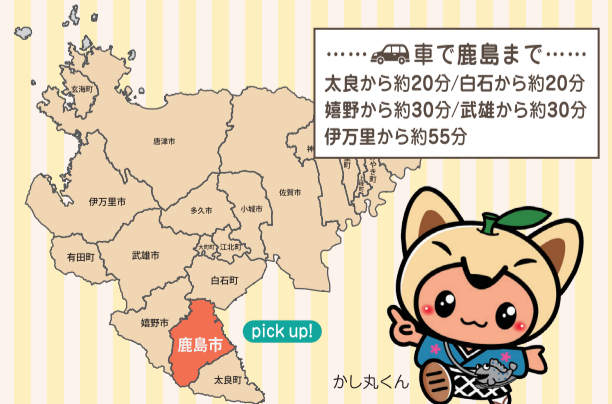 ……車で鹿島まで……
太良から約20分/白石から約20分
嬉野から約30分/武雄から約30分
伊万里から約55分
玄海町
唐津市
神
やき町
伊万里市
多久市
小城市
佐賀市
有田町
武雄市
大町町
江北町
白石町
嬉野市
鹿島市
pick up!
太良町
かし丸くん